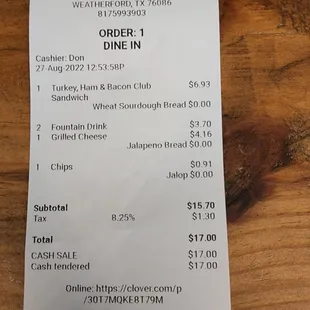 WEATHERFORD, TX 76086
8175993903
ORDER: 1
DINE IN
Cashier: Don
27-Aug-2022 12:53:58P
1 Turkey, Ham & Bacon Club Sandwich $6.93
Wheat Sourdough Bread $0.00
2 Fountain Drink $3.70
1 Grilled Cheese $4.16
Jalapeno Bread $0.00
1 Chips $0.91
Jalop $0.00
Subtotal $15.70
Tax 8.25% $1.30
Total $17.00
CASH SALE $17.00
Cash tendered $17.00
Online: https://clover.com/p
/30T7MQKE8T79M